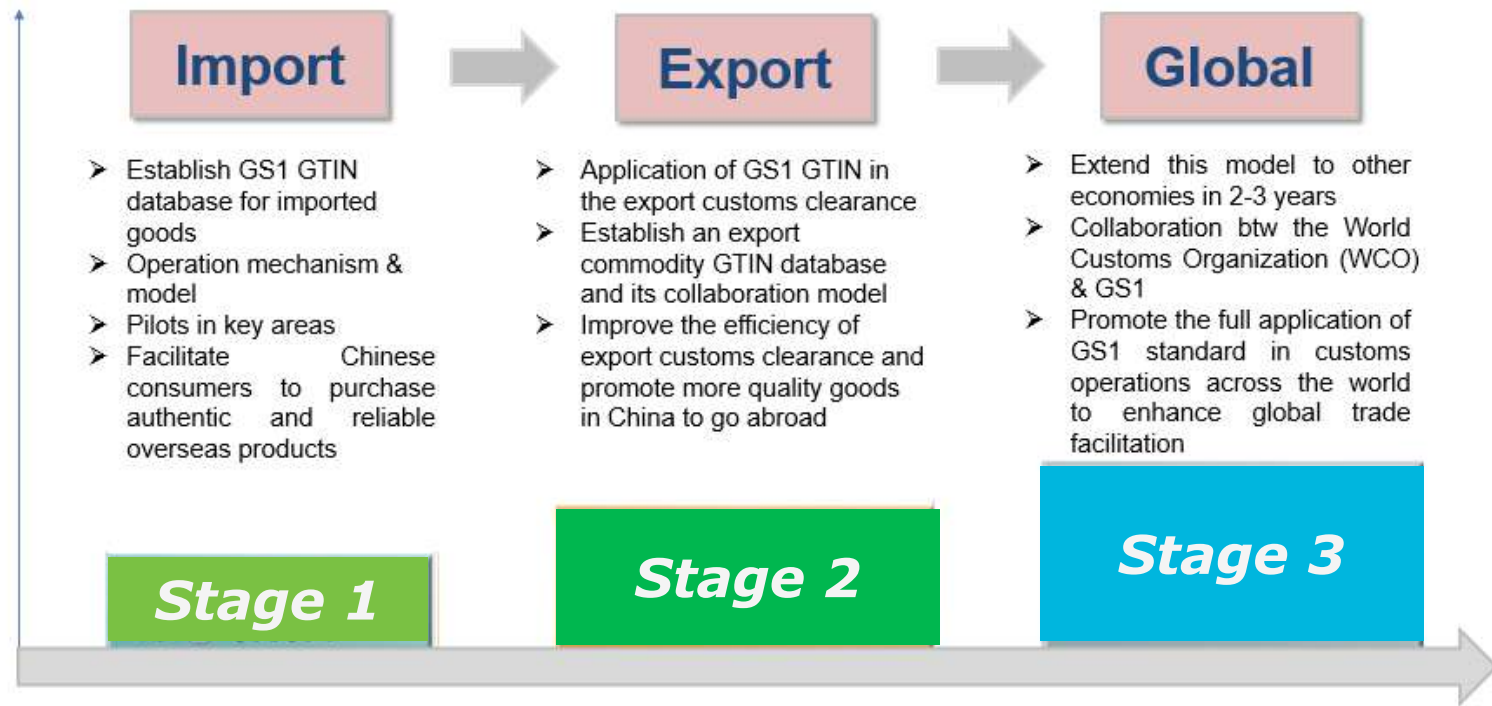 Import
Export
Global
➢ Establish GS1 GTIN
database for imported
goods
➢ Operation mechanism &
model
➢ Pilots in key areas
➢ Facilitate Chinese
consumers to purchase
authentic and reliable
overseas products
➢ Application of GS1 GTIN in
the export customs clearance
➢ Establish an export
commodity GTIN database
and its collaboration model
➢ Improve the efficiency of
export customs clearance and
promote more quality goods
in China to go abroad
➢ Extend this model to other
economies in 2-3 years
➢ Collaboration btw the World
Customs Organization (WCO)
& GS1
➢ Promote the full application of
GS1 standard in customs
operations across the world
to enhance global trade
facilitation
Stage 1
Stage 2
Stage 3